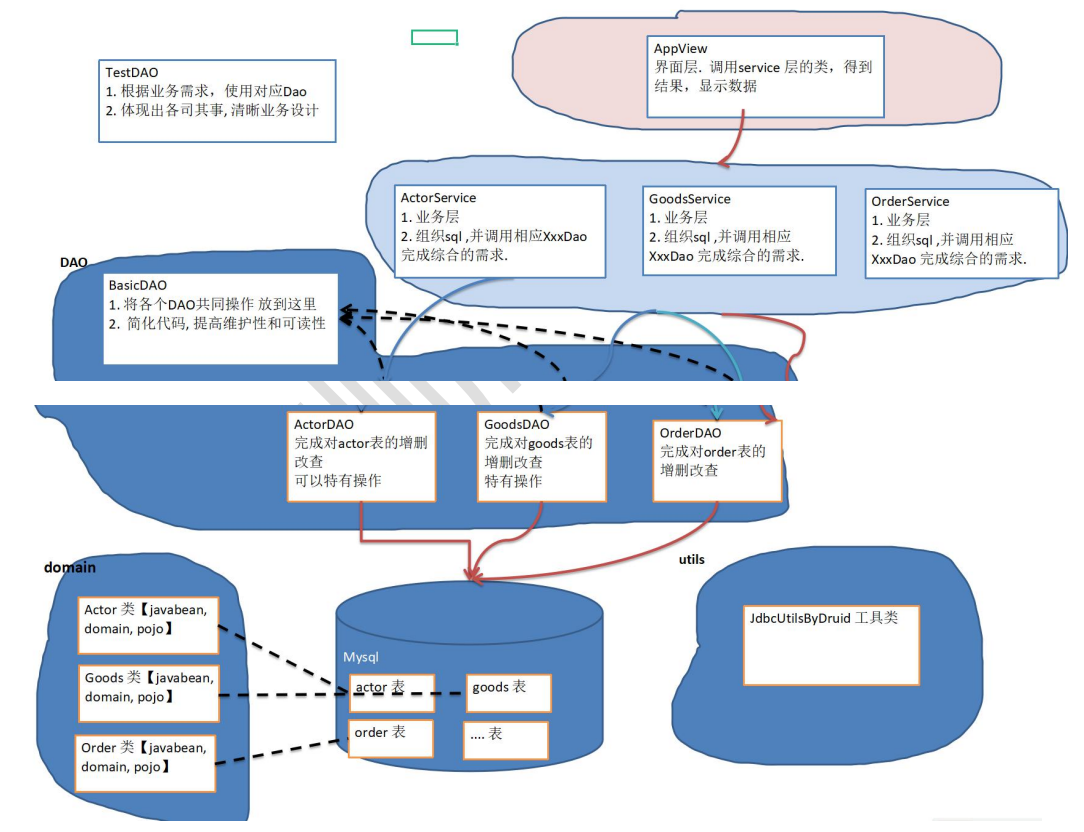 TestDAO
1. 根据业务需求，使用对应Dao
2. 体现出各司其事, 清晰业务设计
AppView
界面层. 调用service 层的类，得到
结果，显示数据
ActorService
1. 业务层
2. 组织sql ,并调用相应XxxDao
完成综合的需求.
GoodsService
1. 业务层
2. 组织sql ,并调用相应
XxxDao 完成综合的需求.
OrderService
1. 业务层
2. 组织sql ,并调用相应
XxxDao 完成综合的需求.
DAO
BasicDAO
1. 将各个DAO共同操作 放到这里
2. 简化代码, 提高维护性和可读性
ActorDAO
完成对actor表的增删
改查
可以特有操作
GoodsDAO
完成对goods表的
增删改查
特有操作
OrderDAO
完成对order表的
增删改查
domain
Actor 类【javabean,
domain, pojo】
Goods 类【javabean,
domain, pojo】
Order 类【javabean,
domain, pojo】
Mysql
actor 表
goods 表
order 表
.... 表
utils
JdbcUtilsByDruid 工具类